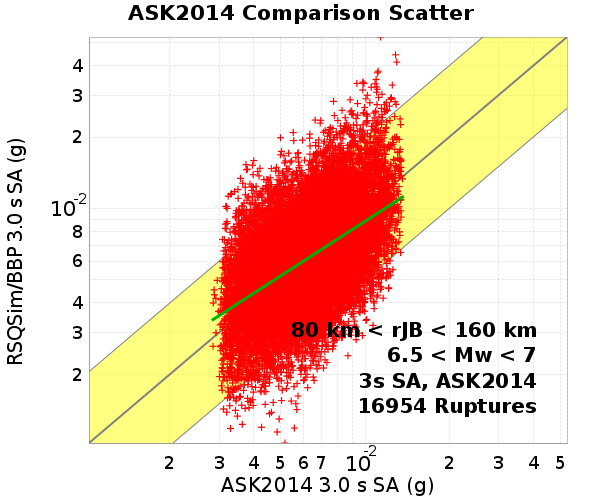 ASK2014 Comparison Scatter
RSQSim/BBP 3.0 s SA (g)
4
3
2
10-2
8
6
4
3
2
80 km < rJB < 160 km
6.5 < Mw < 7
3s SA, ASK2014
16954 Ruptures
2 3 4 5 6 7 10-2 2 3 4 5
ASK2014 3.0 s SA (g)